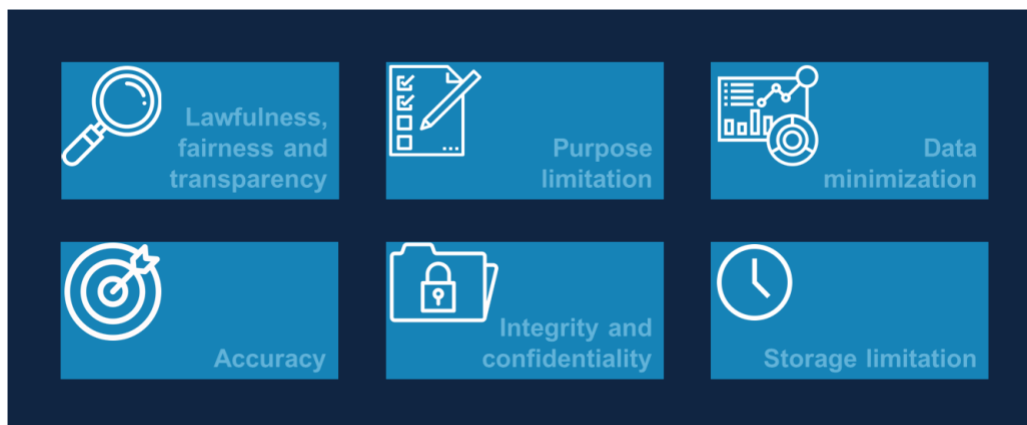 Lawfulness,
fairness and
transparency
Purpose
limitation
Data
minimization
Accuracy
Integrity and
confidentiality
Storage limitation